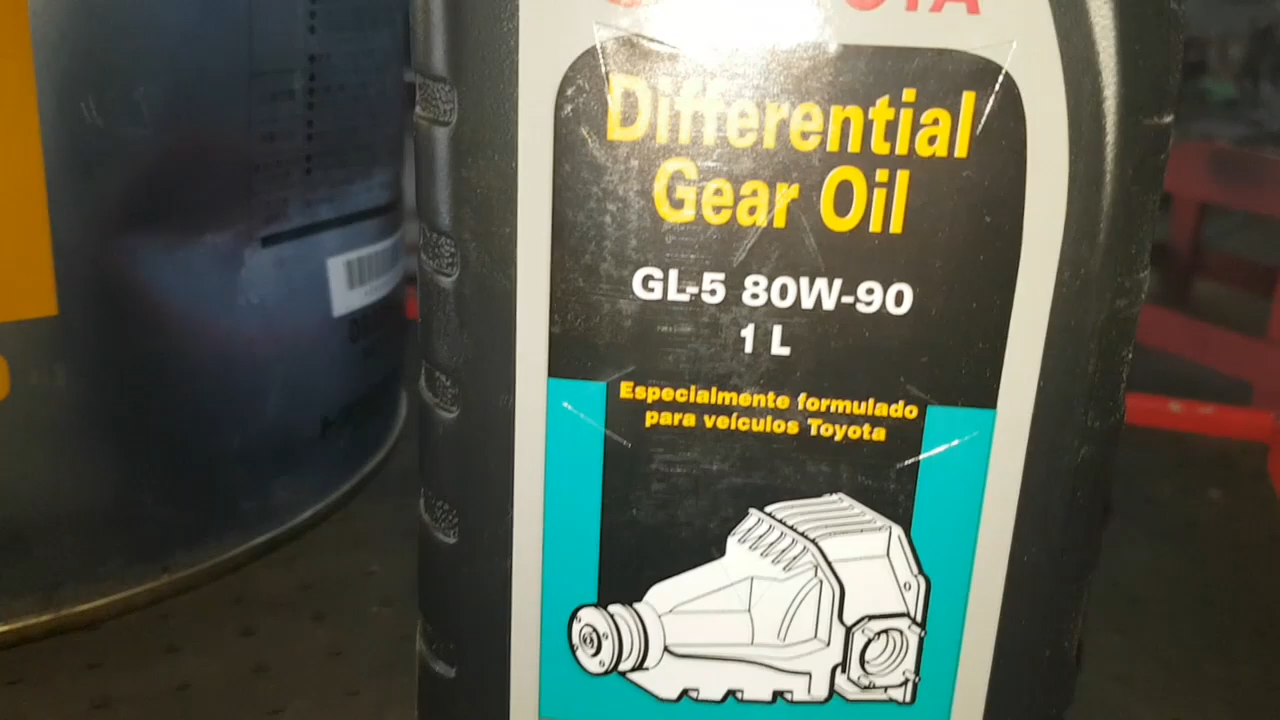 Differential
Gear Oil
GL-5 80W-90
1 L
Especialmente formulado
para veículos Toyota